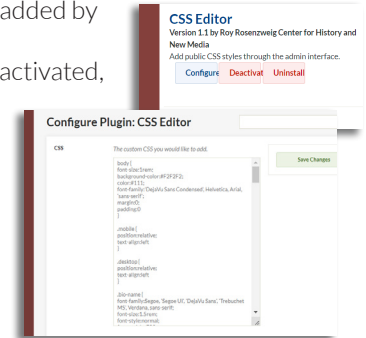 added by
activated,
CSS Editor
Version 1.1 by Roy Rosenzweig Center for History and
New Media
Add public CSS styles through the admin interface.
Configure Deactivat Uninstall
Configure Plugin: CSS Editor
CSS
The custom CSS you would like to add.
Save Changes
body {
font-size:1rem;
background-color:#F2F2F2;
color:#111;
font-family:'DejaVu Sans Condensed', Helvetica, Arial,
'sans-serif';
margin:0;
padding:0
}
.mobile {
position:relative;
text-align:left
}
.desktop {
position:relative;
text-align:left
}
.bio-name {
font-family:Segoe, 'Segoe UI', 'DejaVu Sans', 'Trebuchet
MS', Verdana, sans-serif;
font-size:1.5rem;
font-style:normal;